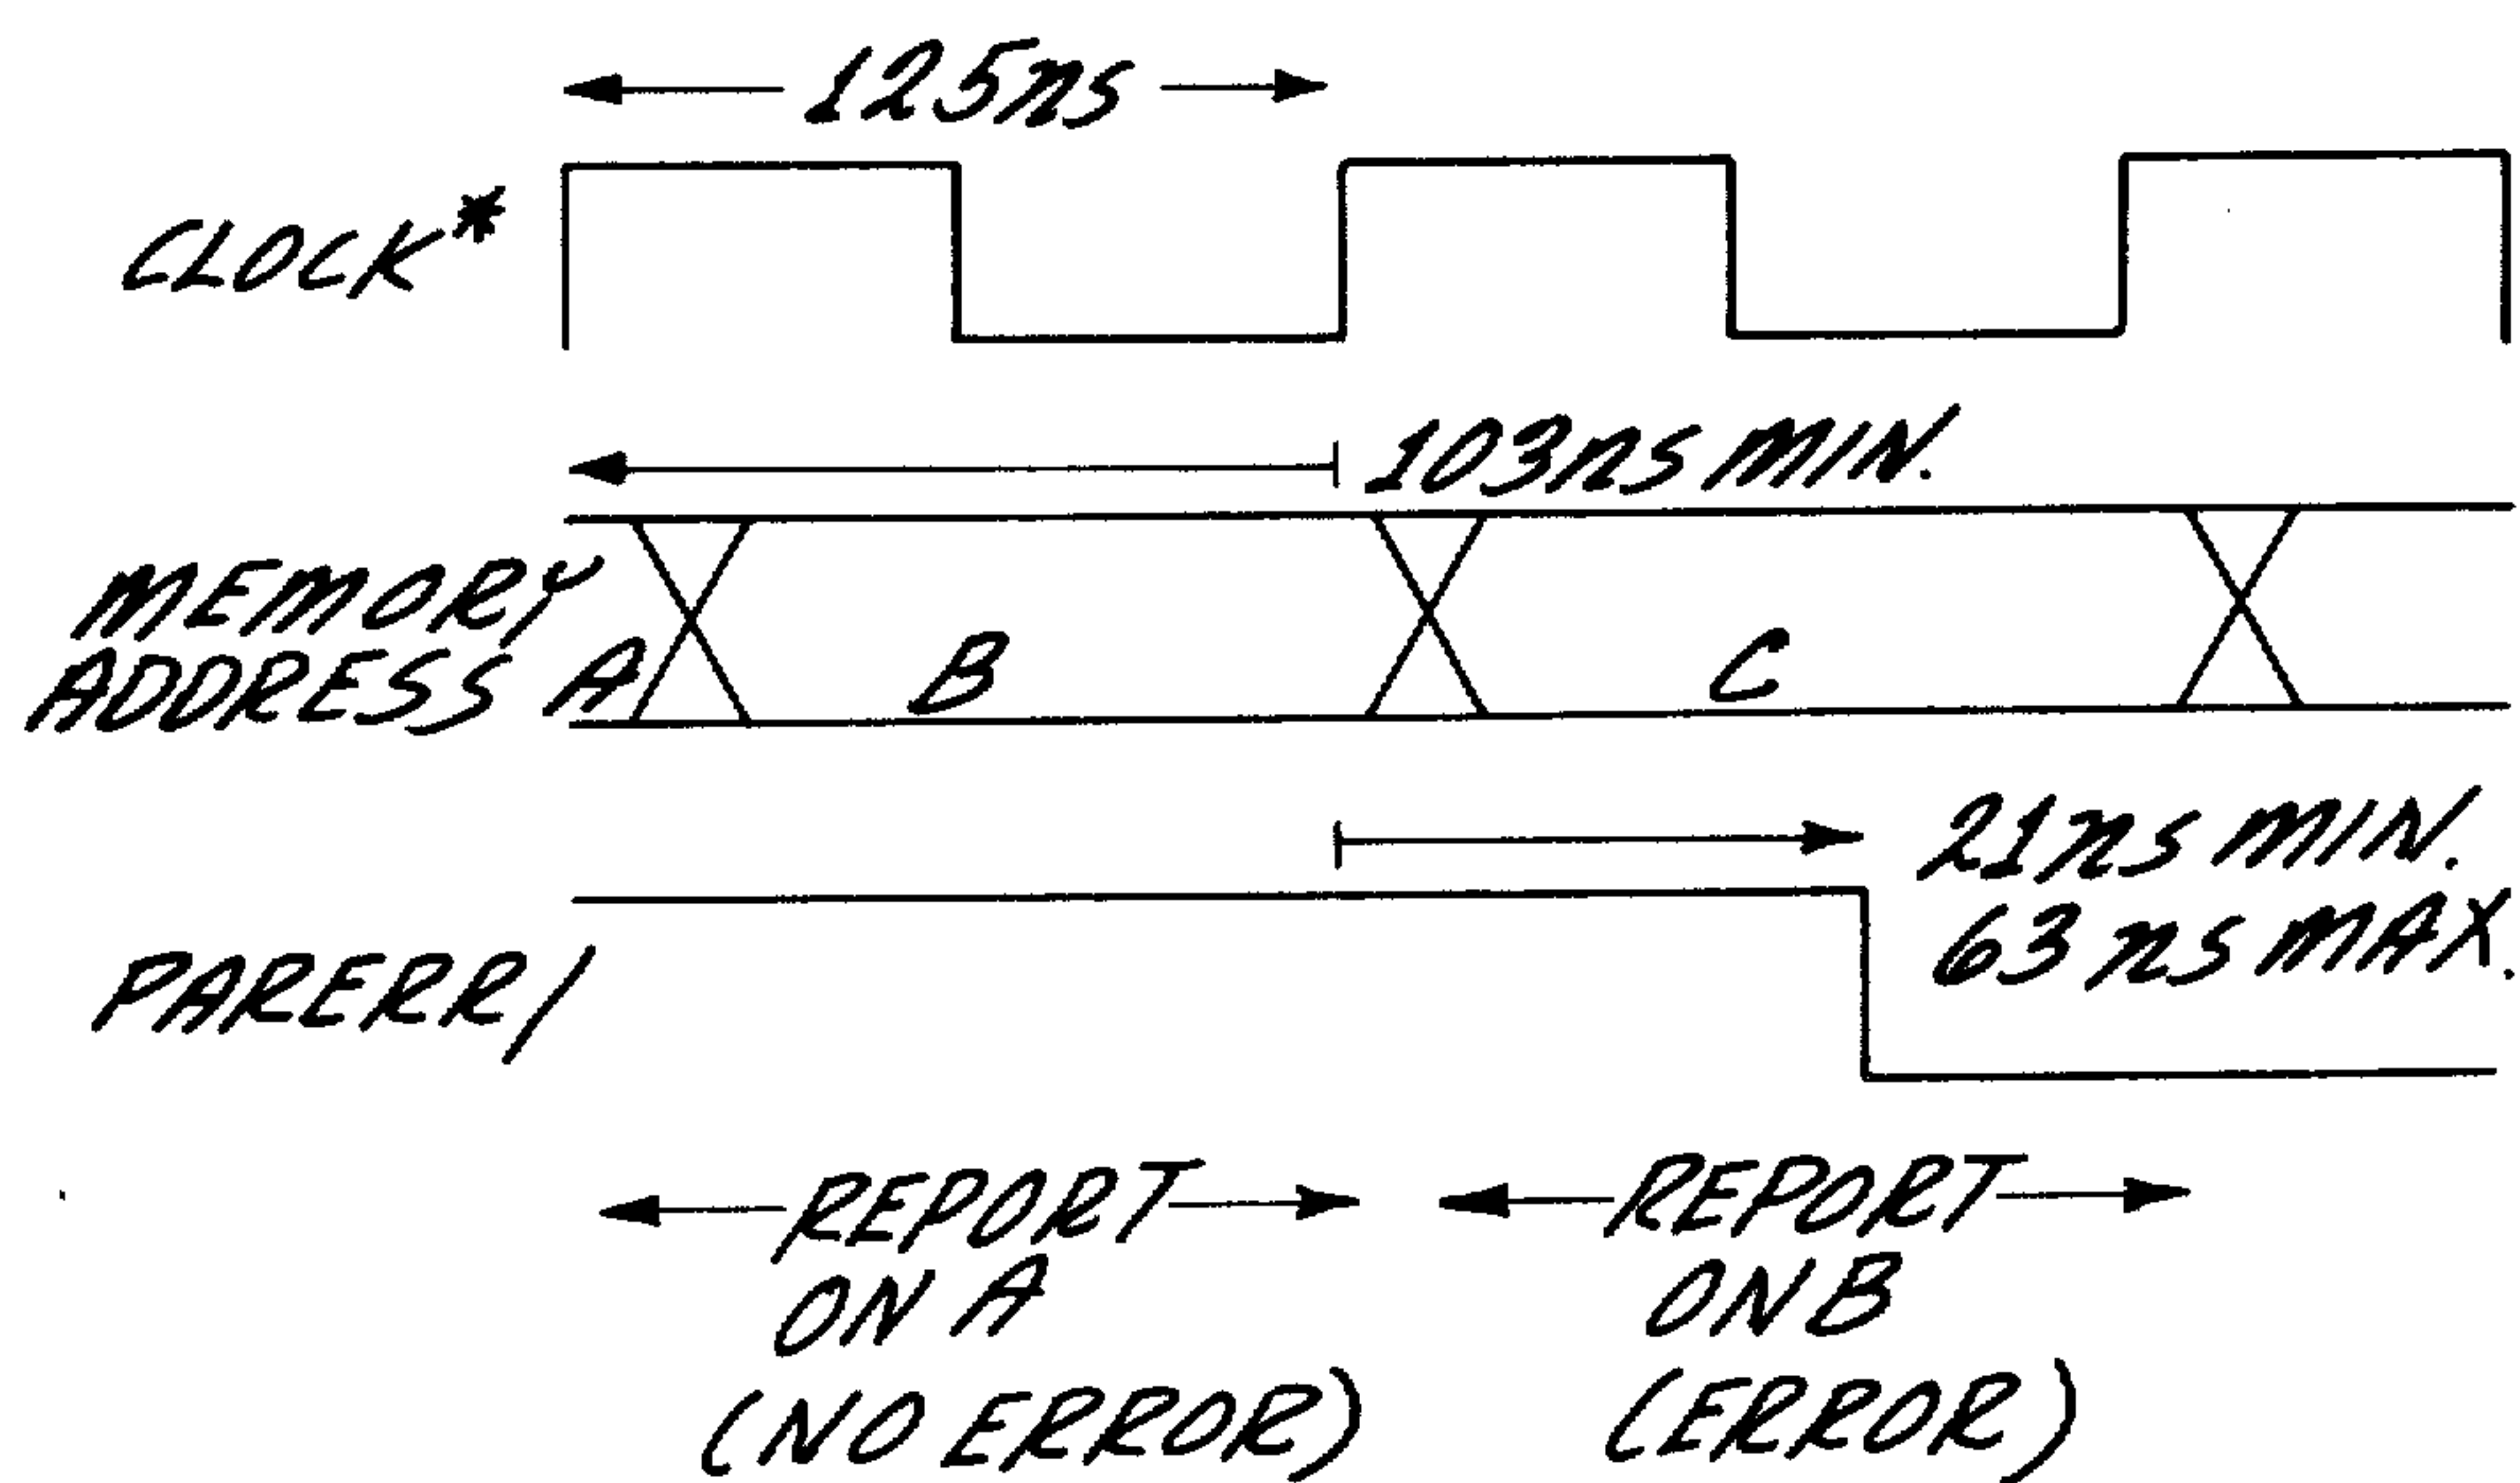 125ns
CLOCK*
103ns MIN.
MEMORY
ADDRESS A B C
21ns MIN.
63ns MAX.
PARERR/
REPORT
ON A
(NO ERROR)
REPORT
ON B
(ERROR)